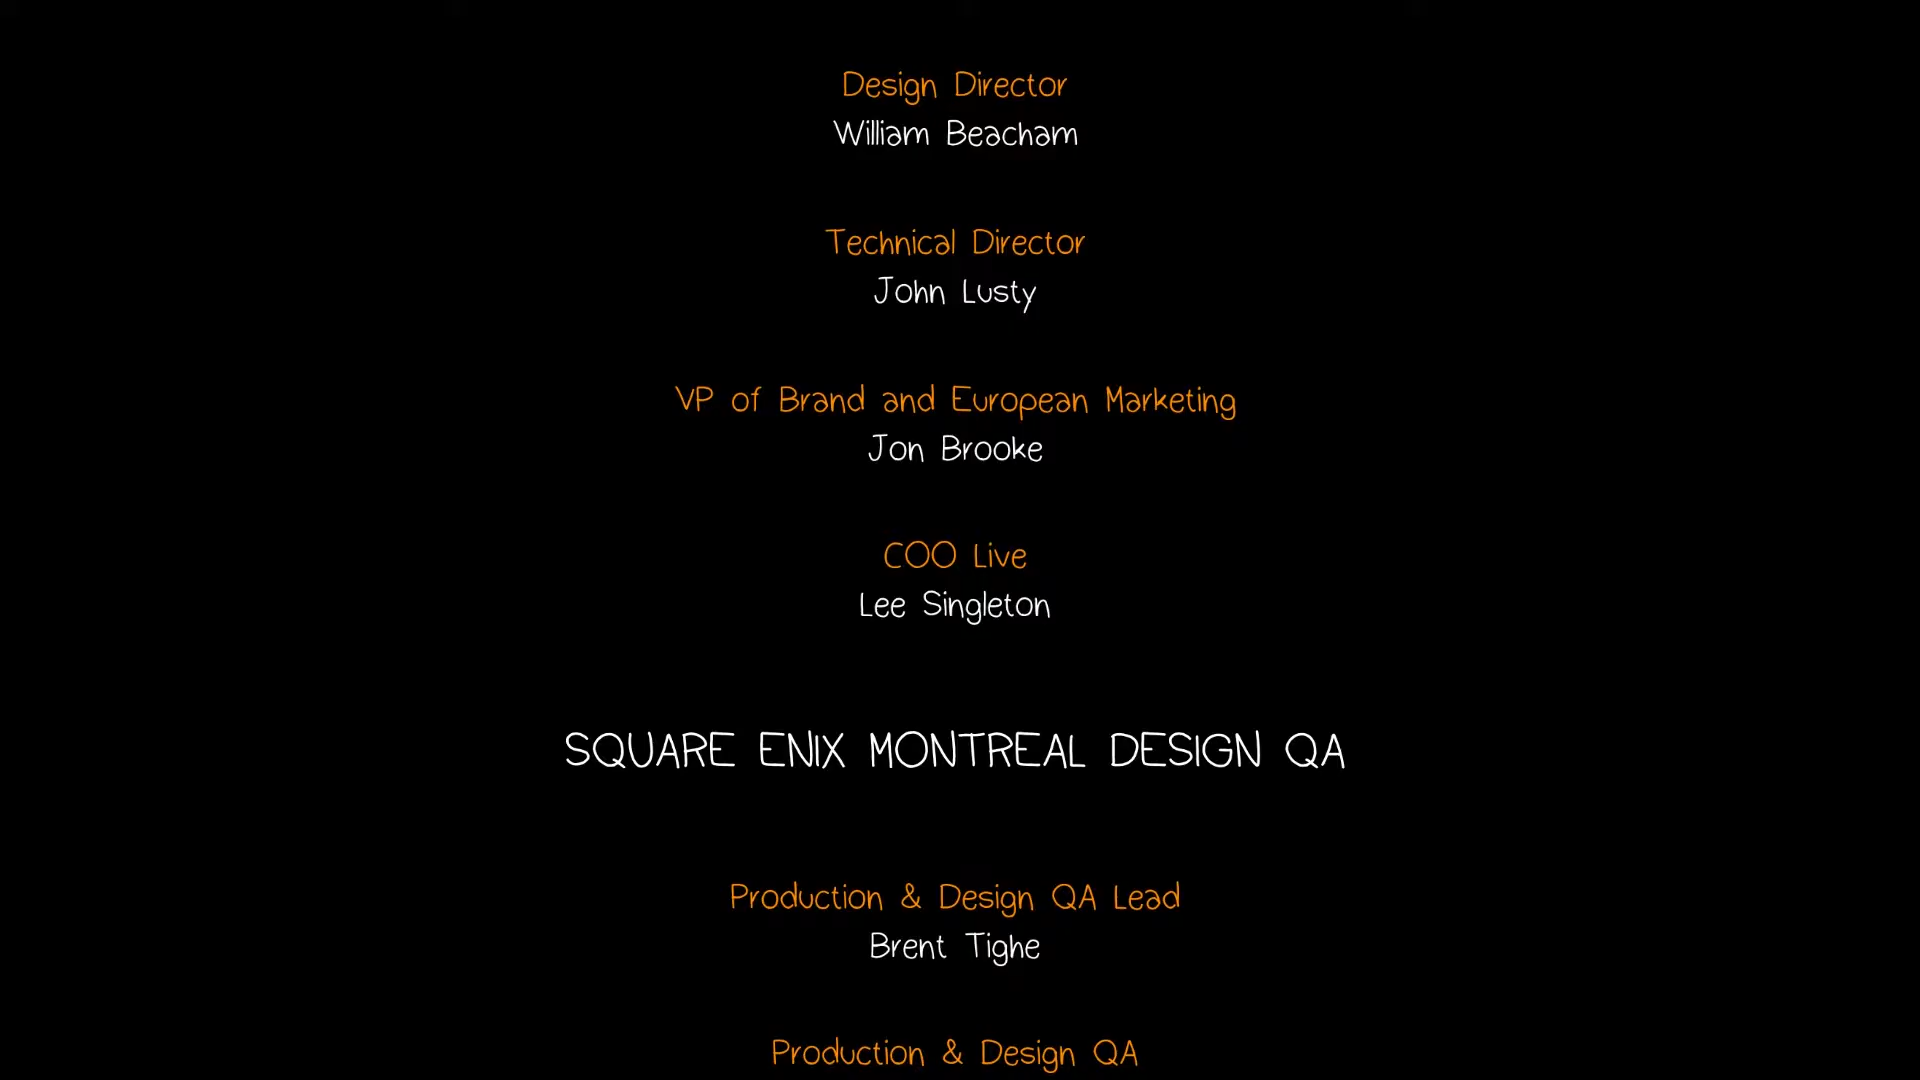 Design Director
William Beacham
Technical Director
John Lusty
VP of Brand and European Marketing
Jon Brooke
COO Live
Lee Singleton
SQUARE ENIX MONTREAL DESIGN QA
Production & Design QA Lead
Brent Tighe
Production & Design QA